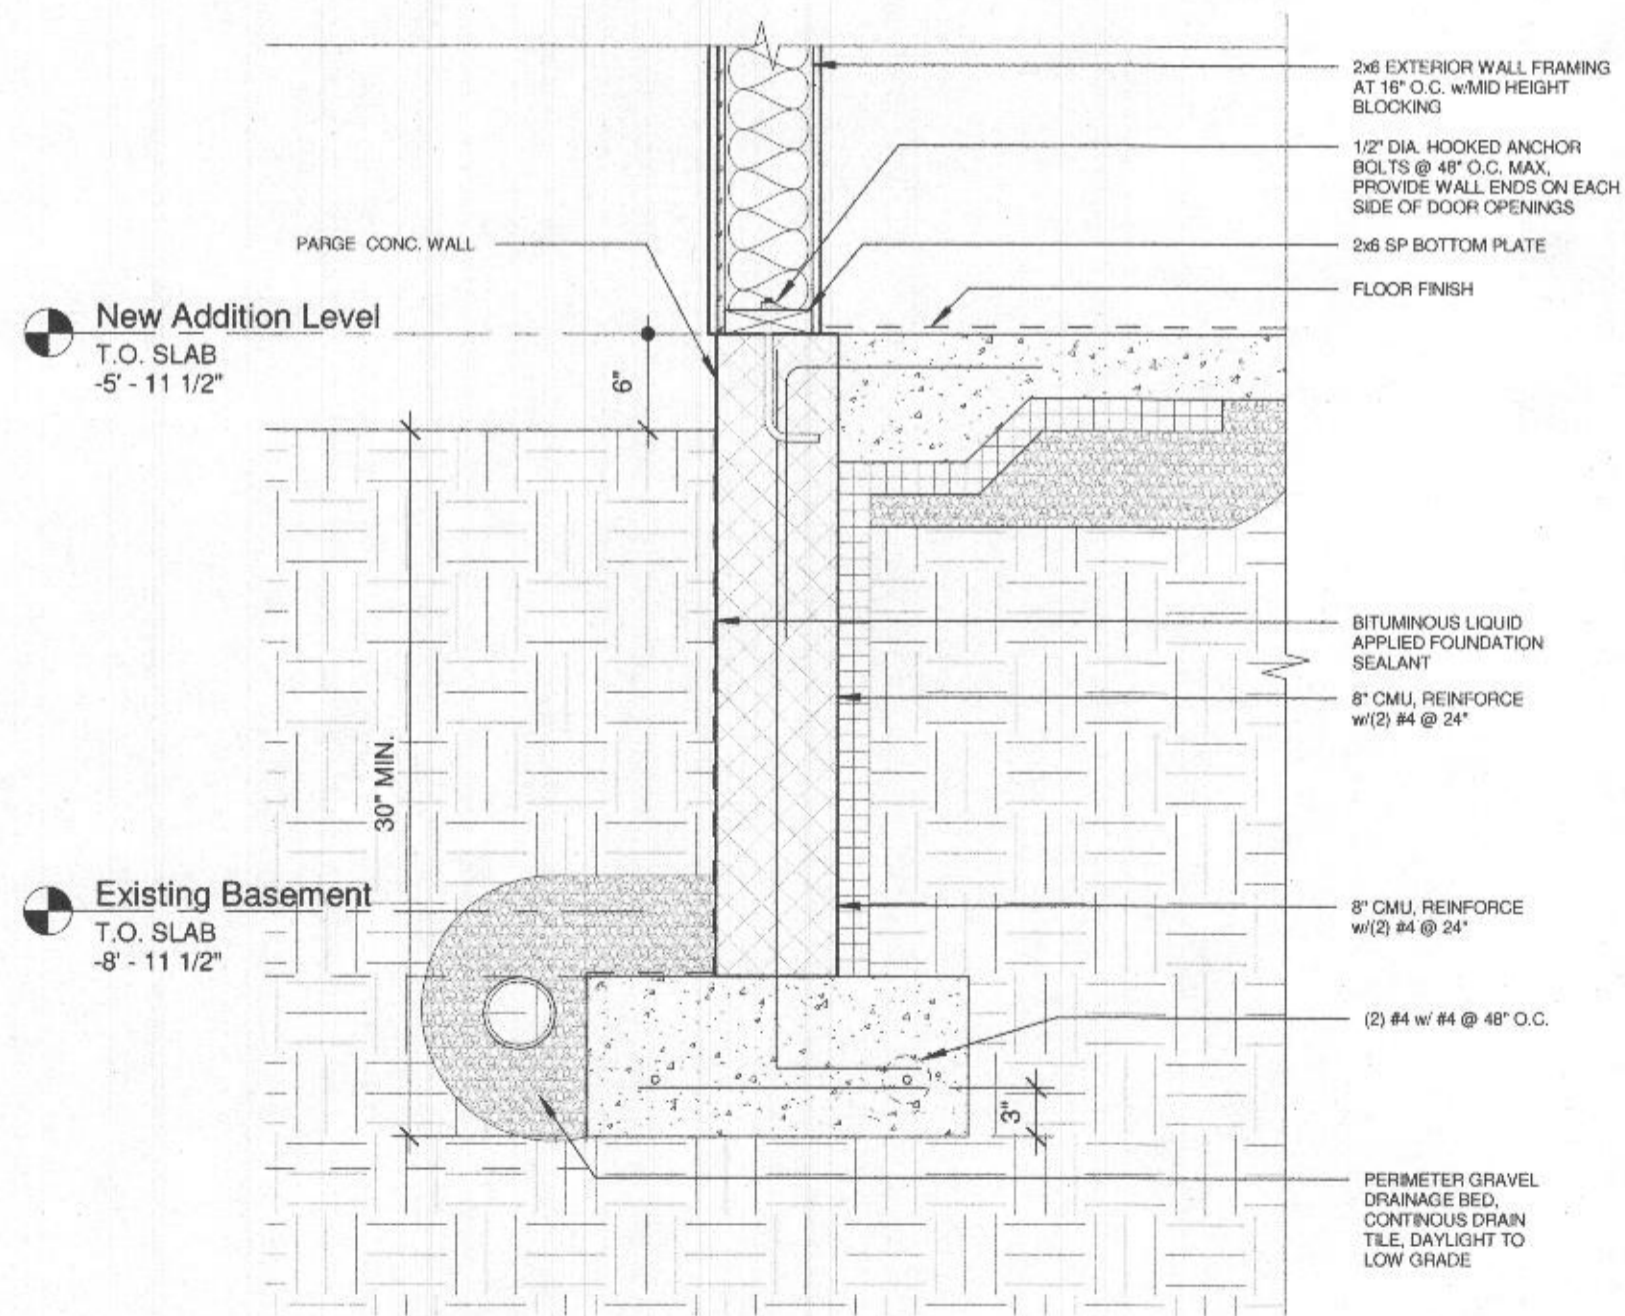 2x6 EXTERIOR WALL FRAMING
AT 16" O.C. w/MID HEIGHT
BLOCKING
1/2" DIA. HOOKED ANCHOR
BOLTS @ 48" O.C. MAX,
PROVIDE WALL ENDS ON EACH
SIDE OF DOOR OPENINGS
PARGE CONC. WALL
2x6 SP BOTTOM PLATE
FLOOR FINISH
New Addition Level
T.O. SLAB
-5' - 11 1/2"
6"
BITUMINOUS LIQUID
APPLIED FOUNDATION
SEALANT
8" CMU, REINFORCE
w/(2) #4 @ 24"
30" MIN.
Existing Basement
T.O. SLAB
-8' - 11 1/2"
8" CMU, REINFORCE
w/(2) #4 @ 24"
(2) #4 w/ #4 @ 48" O.C.
3"
PERIMETER GRAVEL
DRAINAGE BED,
CONTINOUS DRAIN
TILE, DAYLIGHT TO
LOW GRADE